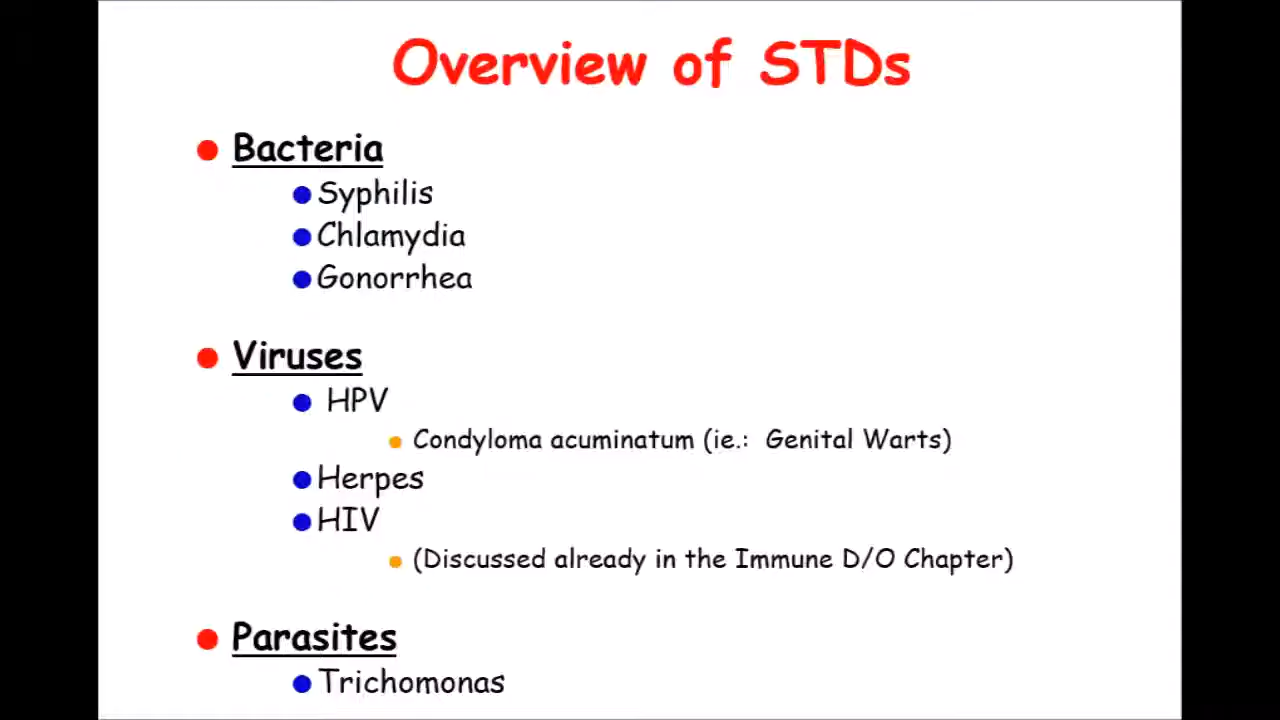 Overview of STDs
Bacteria
Syphilis
Chlamydia
Gonorrhea
Viruses
HPV
Condyloma acuminatum (ie.: Genital Warts)
Herpes
HIV
(Discussed already in the Immune D/O Chapter)
Parasites
Trichomonas